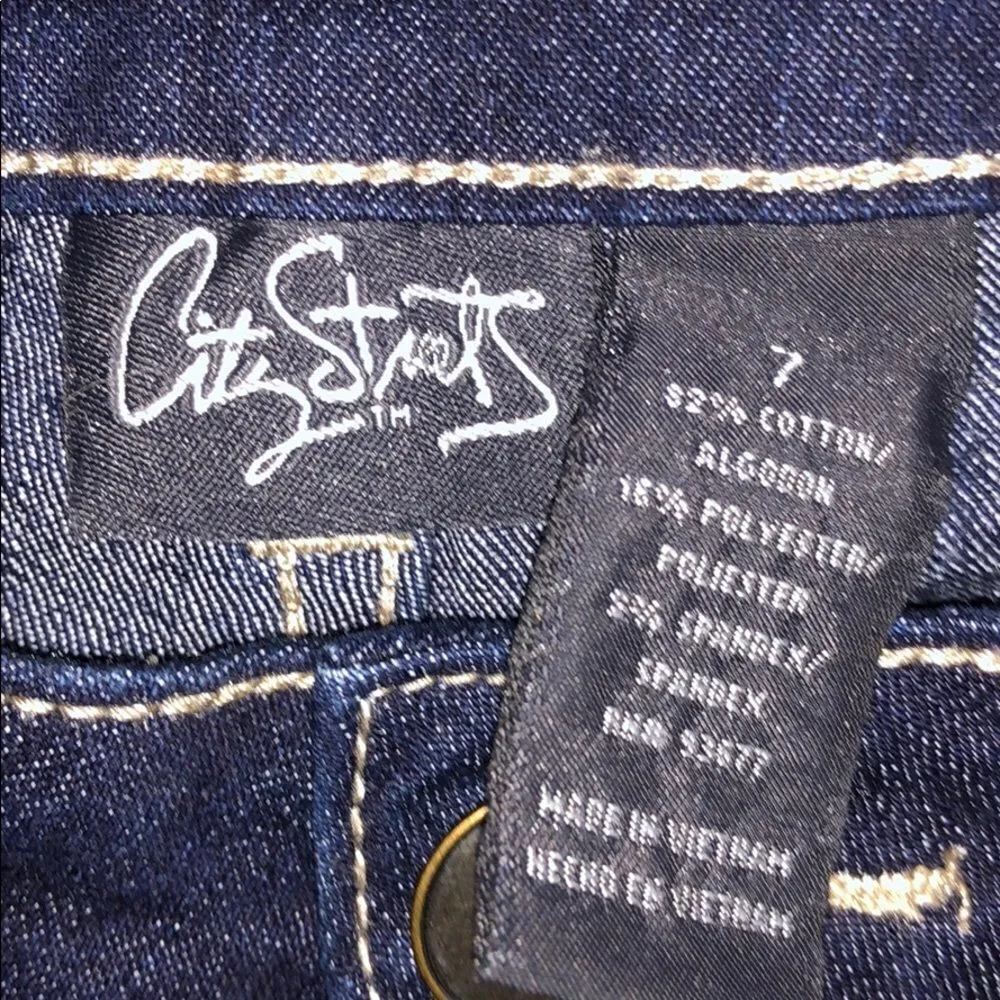 City Streets
TM
7
82% COTTON/
ALGODON
16% POLYESTER/
POLIESTER
2% SPANDEX/
SPANDEX
RN# 93677
MADE IN VIETNAM
HECHO EN VIETNAM